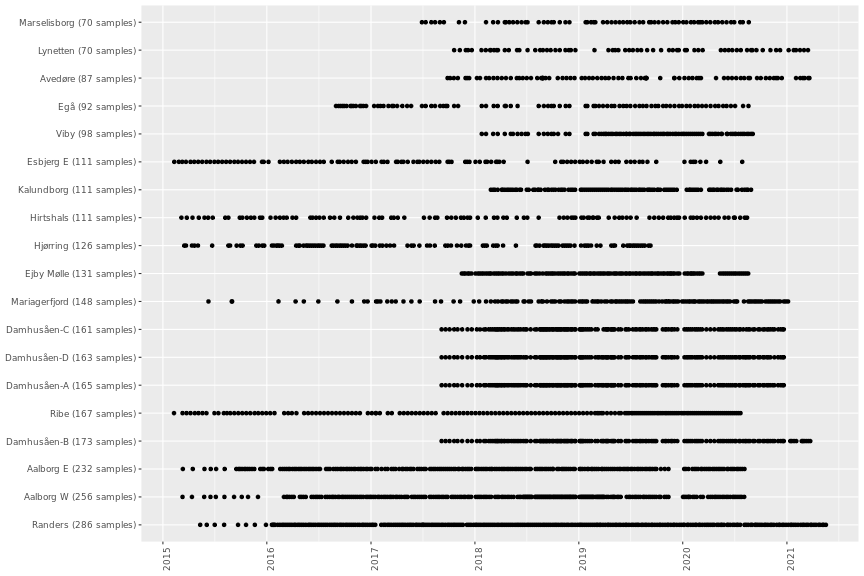 Marselisborg (70 samples)
Lynetten (70 samples)
Avedøre (87 samples)
Egå (92 samples)
Viby (98 samples)
Esbjerg E (111 samples)
Kalundborg (111 samples)
Hirtshals (111 samples)
Hjørring (126 samples)
Ejby Mølle (131 samples)
Mariagerfjord (148 samples)
Damhusåen-C (161 samples)
Damhusåen-D (163 samples)
Damhusåen-A (165 samples)
Ribe (167 samples)
Damhusåen-B (173 samples)
Aalborg E (232 samples)
Aalborg W (256 samples)
Randers (286 samples)
2015
2016
2017
2018
2019
2020
2021